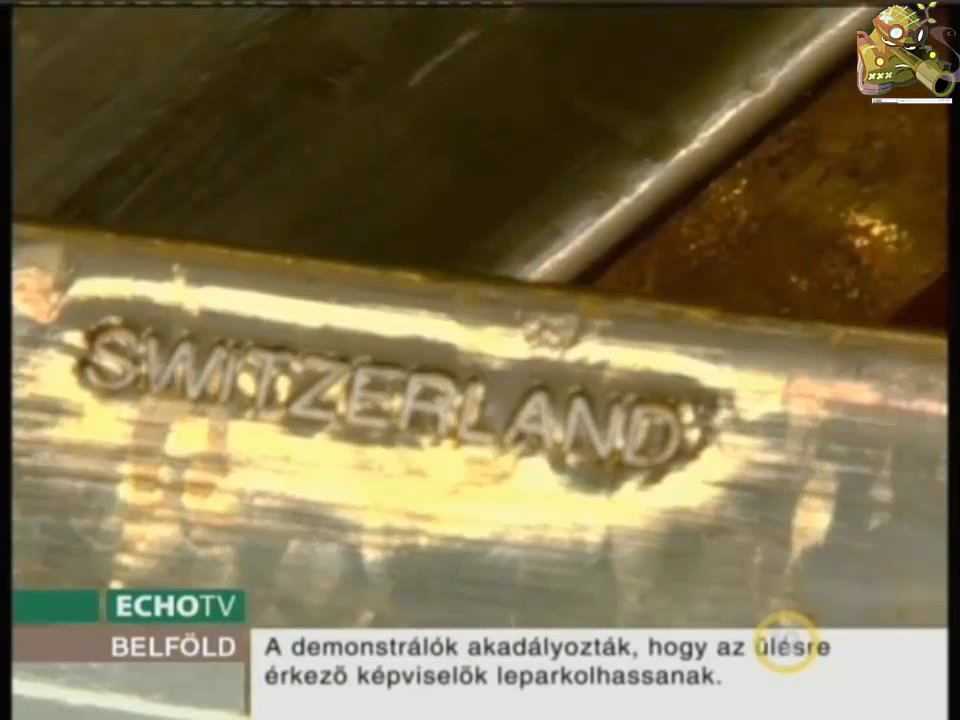 SWITZERLAND
ECHOTV
BELFÖLD
A demonstrálók akadályozták, hogy az ülésre
érkező képviselők leparkolhassanak.